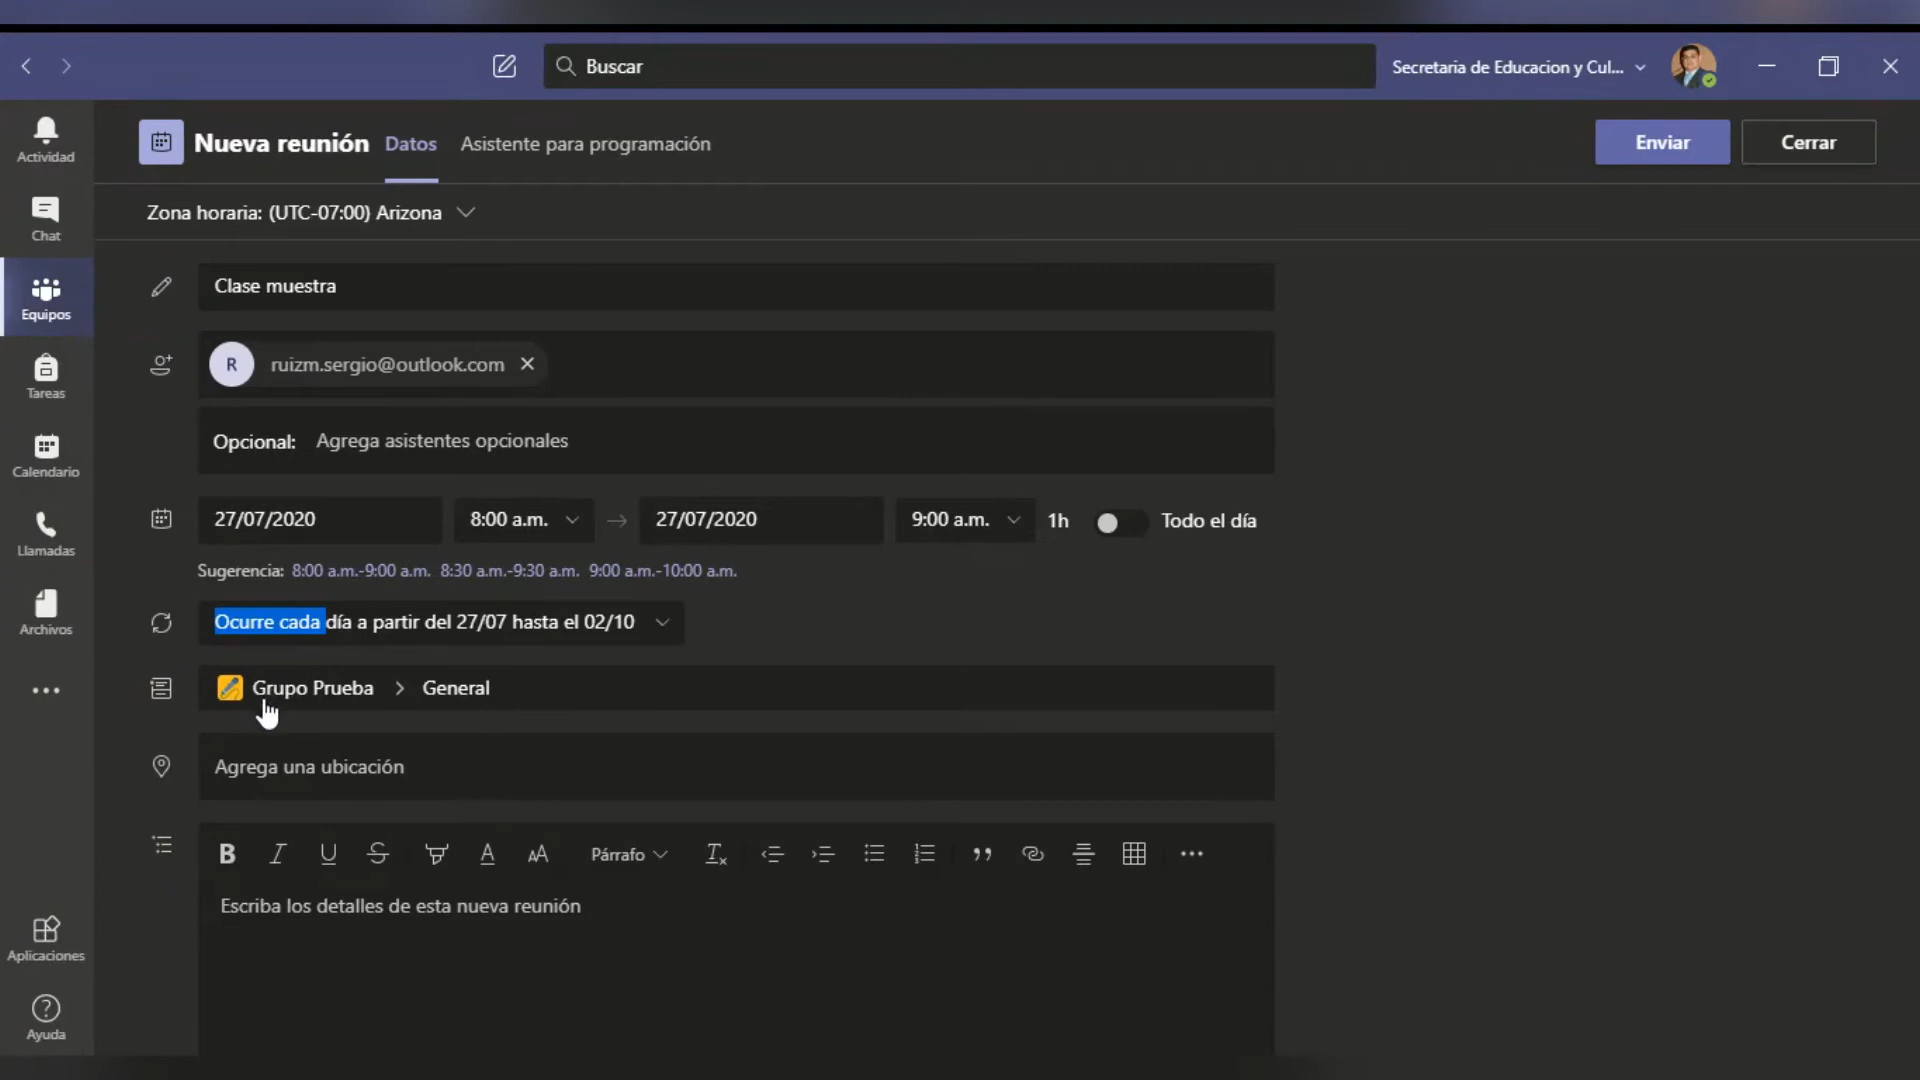 Buscar
Secretaria de Educacion y Cul...
Actividad
Chat
Equipos
Tareas
Calendario
Llamadas
Archivos
Aplicaciones
Ayuda
Nueva reunión
Datos
Asistente para programación
Enviar
Cerrar
Zona horaria: (UTC-07:00) Arizona
Clase muestra
R ruizm.sergio@outlook.com
Opcional: Agrega asistentes opcionales
27/07/2020 8:00 a.m. 27/07/2020 9:00 a.m. 1h Todo el día
Sugerencia: 8:00 a.m.-9:00 a.m. 8:30 a.m.-9:30 a.m. 9:00 a.m.-10:00 a.m.
Ocurre cada día a partir del 27/07 hasta el 02/10
Grupo Prueba > General
Agrega una ubicación
B I U S A AA Párrafo Tx
Escriba los detalles de esta nueva reunión